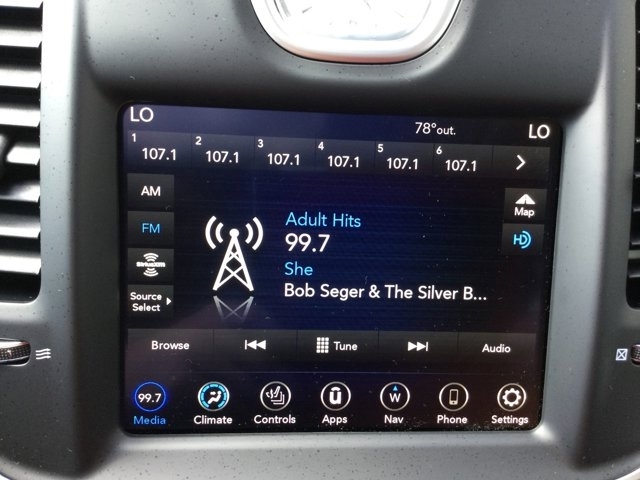 LO
78°out.
LO
1 107.1
2 107.1
3 107.1
4 107.1
5 107.1
6 107.1
AM
Map
FM
HD
Adult Hits
99.7
She
Bob Seger & The Silver B...
SiriusXM
Source
Select
Browse
Tune
Audio
99.7
W
Media
Climate
Controls
Apps
Nav
Phone
Settings